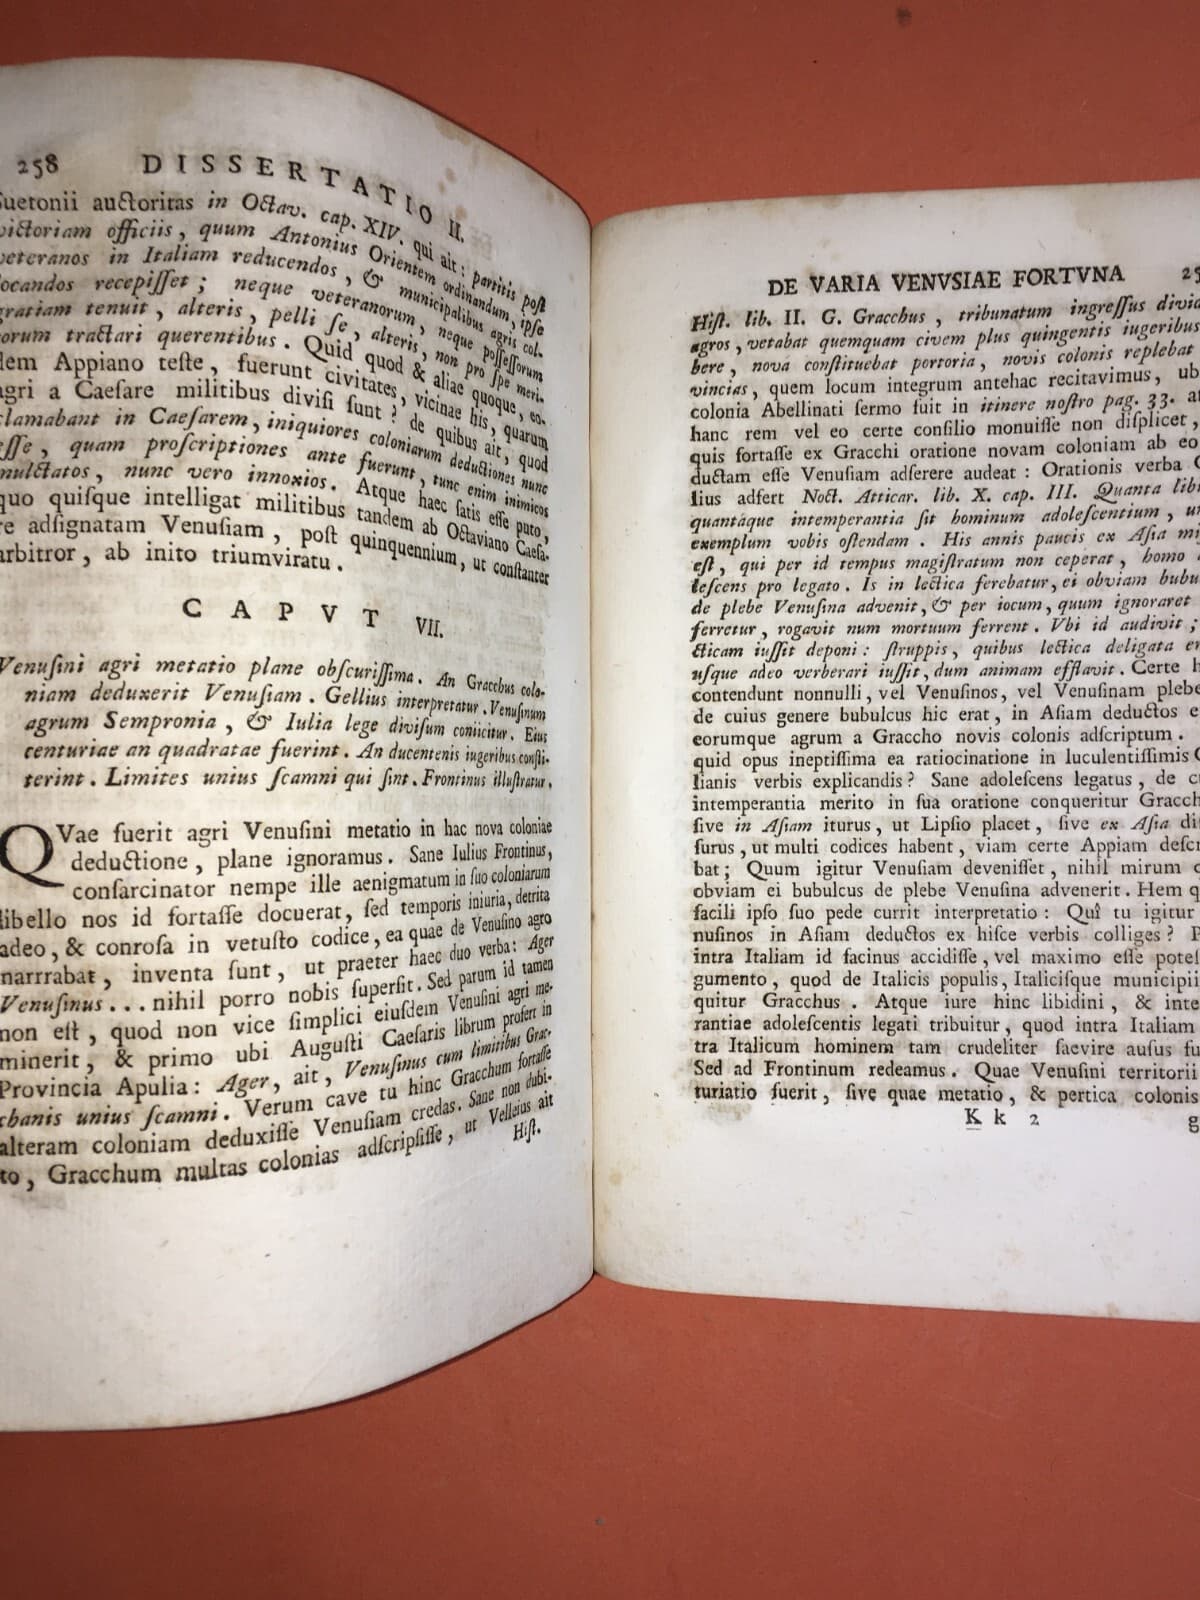 258 DISSERTATIO II.
Suetonii auctoritas in Octav. cap. XIV. qui ait: partitis poſt
victoriam officiis, quum Antonius Orientem ordinandum, ipſe
veteranos in Italiam reducendos, & municipalibus agris col-
locandos recepiſſet; neque veteranorum, neque poſſeſſorum
gratiam tenuit, alteris, pelli ſe, alteris, non pro ſpe meri-
torum tractari querentibus. Quid quod & aliae quoque, eo-
dem Appiano teſte, fuerunt civitates, vicinae his, quarum
agri a Caeſare militibus diviſi ſunt? de quibus ait, quod
clamabant in Caeſarem, iniquiores coloniarum deductiones nunc
eſſe, quam proſcriptiones ante fuerunt, tunc enim inimicos
mulctatos, nunc vero innoxios. Atque haec ſatis eſſe puto,
quo quiſque intelligat militibus tandem ab Octaviano Caeſa-
re adſignatam Venuſiam, poſt quinquennium, ut conſtanter
arbitror, ab inito triumviratu.
CAPVT VII.
Venuſini agri metatio plane obſcuriſſima. An Gracchus colo-
niam deduxerit Venuſiam. Gellius interpretatur. Venuſinum
agrum Sempronia, & Iulia lege diviſum coniicitur. Eius
centuriae an quadratae fuerint. An ducentenis iugeribus conſti-
terint. Limites unius ſcamni qui ſint. Frontinus illuſtratur.
QVae fuerit agri Venuſini metatio in hac nova coloniae
deductione, plane ignoramus. Sane Iulius Frontinus,
conſarcinator nempe ille aenigmatum in ſuo coloniarum
libello nos id fortaſſe docuerat, ſed temporis iniuria, detrita
adeo, & conroſa in vetuſto codice, ea quae de Venuſino agro
narrrabat, inventa ſunt, ut praeter haec duo verba: Ager
Venuſinus... nihil porro nobis ſuperſit. Sed parum id tamen
non eſt, quod non vice ſimplici eiuſdem Venuſini agri me-
minerit, & primo ubi Auguſti Caeſaris librum profert in
Provincia Apulia: Ager, ait, Venuſinus cum limitibus Grac-
chanis unius ſcamni. Verum cave tu hinc Gracchum fortaſſe
alteram coloniam deduxiſſe Venuſiam credas. Sane non dubi-
to, Gracchum multas colonias adſcripſiſſe, ut Velleius ait
Hiſt.
DE VARIA VENVSIAE FORTVNA 25
Hiſt. lib. II. G. Gracchus, tribunatum ingreſſus divid
agros, vetabat quemquam civem plus quingentis iugeribus
bere, nova conſtituebat portoria, novis colonis replebat
vincias, quem locum integrum antehac recitavimus, ub
colonia Abellinati ſermo fuit in itinere noſtro pag. 33. at
hanc rem vel eo certe conſilio monuiſſe non diſplicet,
quis fortaſſe ex Gracchi oratione novam coloniam ab eo
ductam eſſe Venuſiam adſerere audeat: Orationis verba G
lius adfert Noct. Atticar. lib. X. cap. III. Quanta libi
quantaque intemperantia ſit hominum adoleſcentium, un
exemplum vobis oſtendam. His annis paucis ex Aſia mi
eſt, qui per id tempus magiſtratum non ceperat, homo
leſcens pro legato. Is in lectica ferebatur, ei obviam bubu
de plebe Venuſina advenit, & per iocum, quum ignoraret
ferretur, rogavit num mortuum ferrent. Vbi id audivit;
cticam iuſſit deponi: ſtruppis, quibus lectica deligata er
uſque adeo verberari iuſſit, dum animam efflavit. Certe h
contendunt nonnulli, vel Venuſinos, vel Venuſinam plebe
de cuius genere bubulcus hic erat, in Aſiam deductos e
eorumque agrum a Graccho novis colonis adſcriptum.
quid opus ineptiſſima ea ratiocinatione in luculentiſſimis G
lianis verbis explicandis? Sane adoleſcens legatus, de c
intemperantia merito in ſua oratione conqueritur Gracch
ſive in Aſiam iturus, ut Lipſio placet, ſive ex Aſia diſ
ſurus, ut multi codices habent, viam certe Appiam deſcr
bat; Quum igitur Venuſiam deveniſſet, nihil mirum
obviam ei bubulcus de plebe Venuſina advenerit. Hem q
facili ipſo ſuo pede currit interpretatio: Quî tu igitur
nuſinos in Aſiam deductos ex hiſce verbis colliges? P
intra Italiam id facinus accidiſſe, vel maximo eſſe poteſ
gumento, quod de Italicis populis, Italiciſque municipii
quitur Gracchus. Atque iure hinc libidini, & inte
rantiae adoleſcentis legati tribuitur, quod intra Italiam
tra Italicum hominem tam crudeliter ſaevire auſus fu
Sed ad Frontinum redeamus. Quae Venuſini territorii
turiatio fuerit, ſive quae metatio, & pertica colonis
K k 2 g